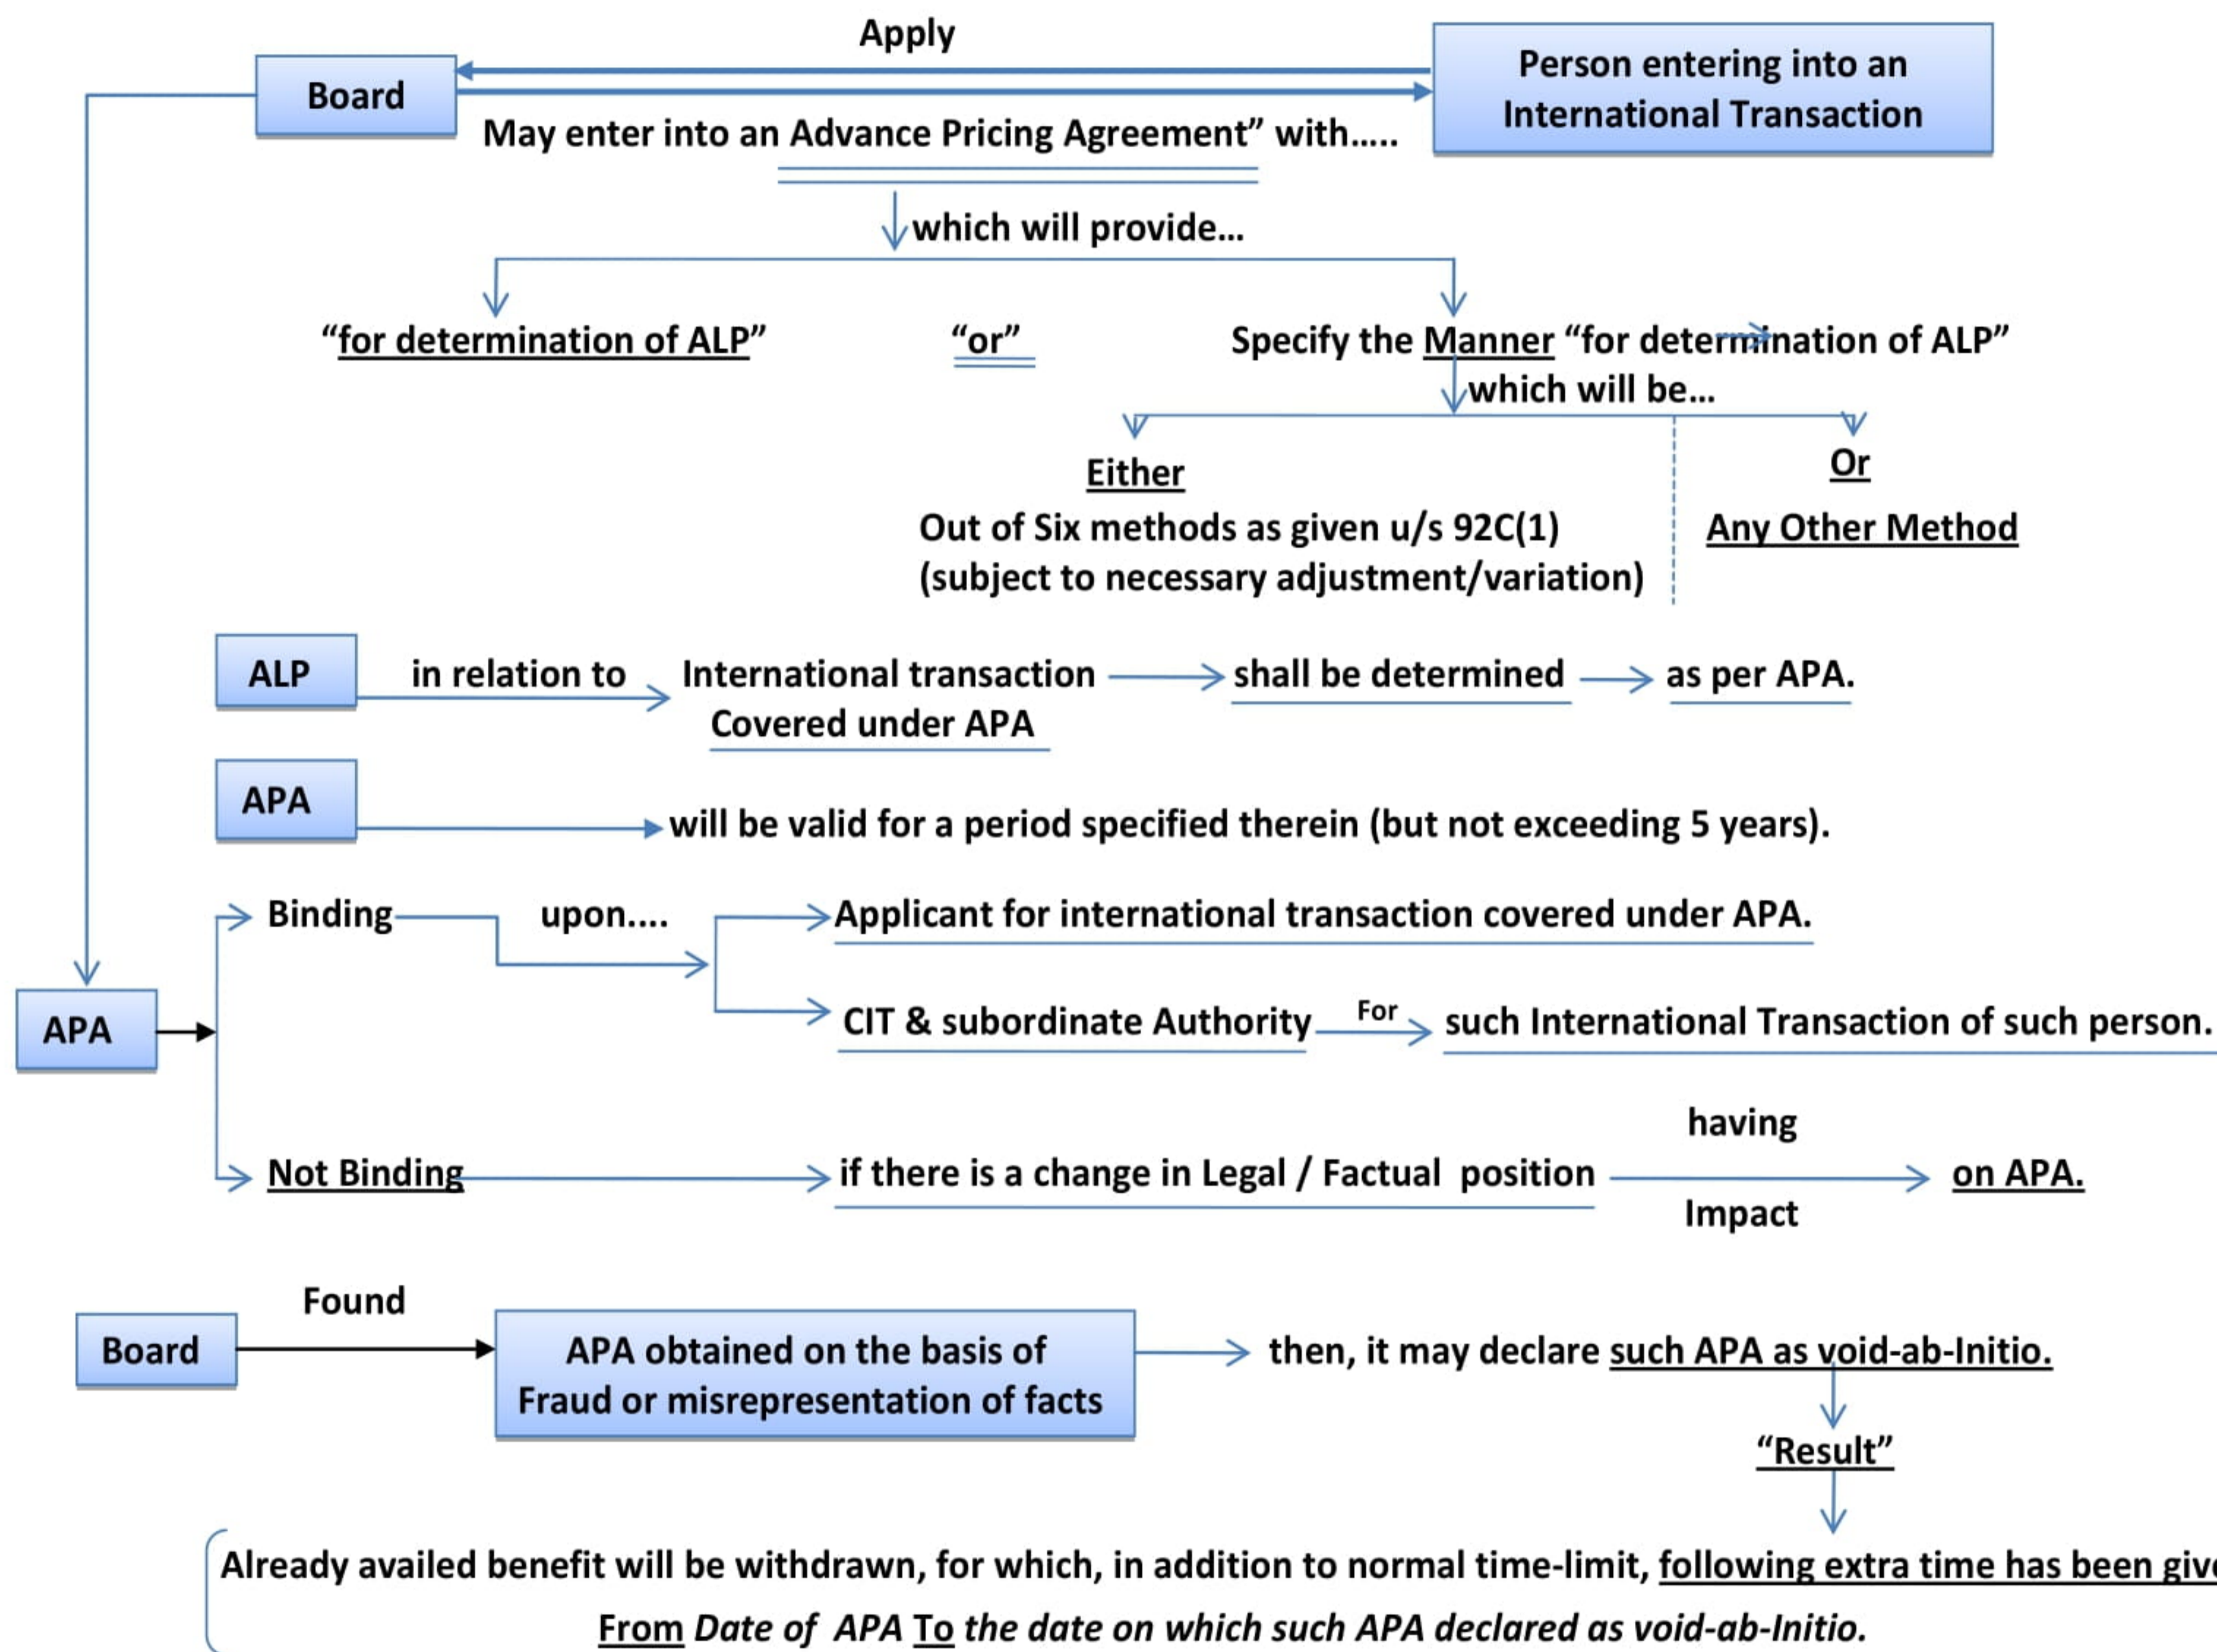 Apply
Board
Person entering into an
International Transaction
May enter into an Advance Pricing Agreement” with.....
which will provide...
“for determination of ALP”
“or”
Specify the Manner “for determination of ALP”
which will be...
Either
Or
Out of Six methods as given u/s 92C(1)
(subject to necessary adjustment/variation)
Any Other Method
ALP
in relation to
International transaction
Covered under APA
shall be determined
as per APA.
APA
will be valid for a period specified therein (but not exceeding 5 years).
Binding
upon....
Applicant for international transaction covered under APA.
CIT & subordinate Authority
For
such International Transaction of such person.
APA
Not Binding
if there is a change in Legal / Factual position
having
Impact
on APA.
Board
Found
APA obtained on the basis of
Fraud or misrepresentation of facts
then, it may declare such APA as void-ab-Initio.
“Result”
Already availed benefit will be withdrawn, for which, in addition to normal time-limit, following extra time has been
From Date of APA To the date on which such APA declared as void-ab-Initio.